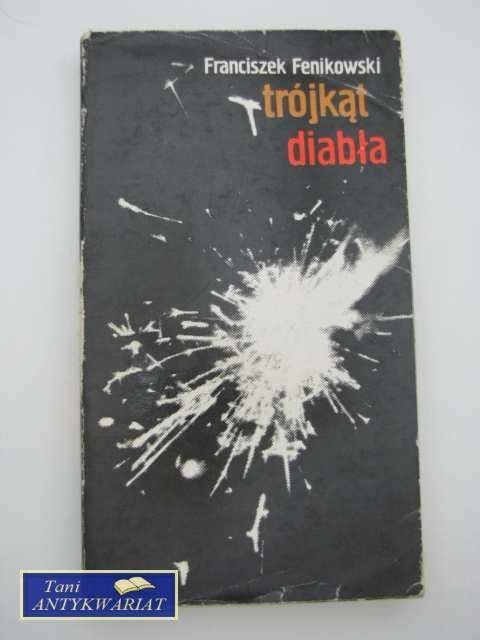 Franciszek Fenikowski
trójkąt
diabła
Tani
ANTYKWARIAT